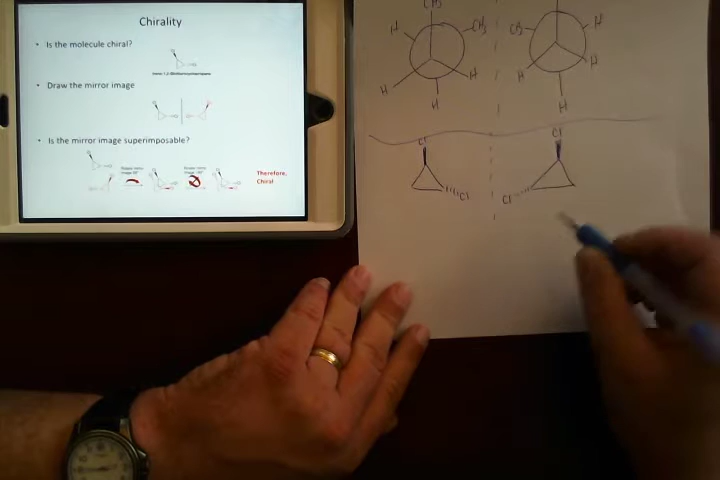 Chirality
• Is the molecule chiral?
• Draw the mirror image
• Is the mirror image superimposable?
Therefore,
Chiral
CH₃
H CH₃
H H
H
CH₃ H
H H
H
Cl
Cl
Cl
Cl